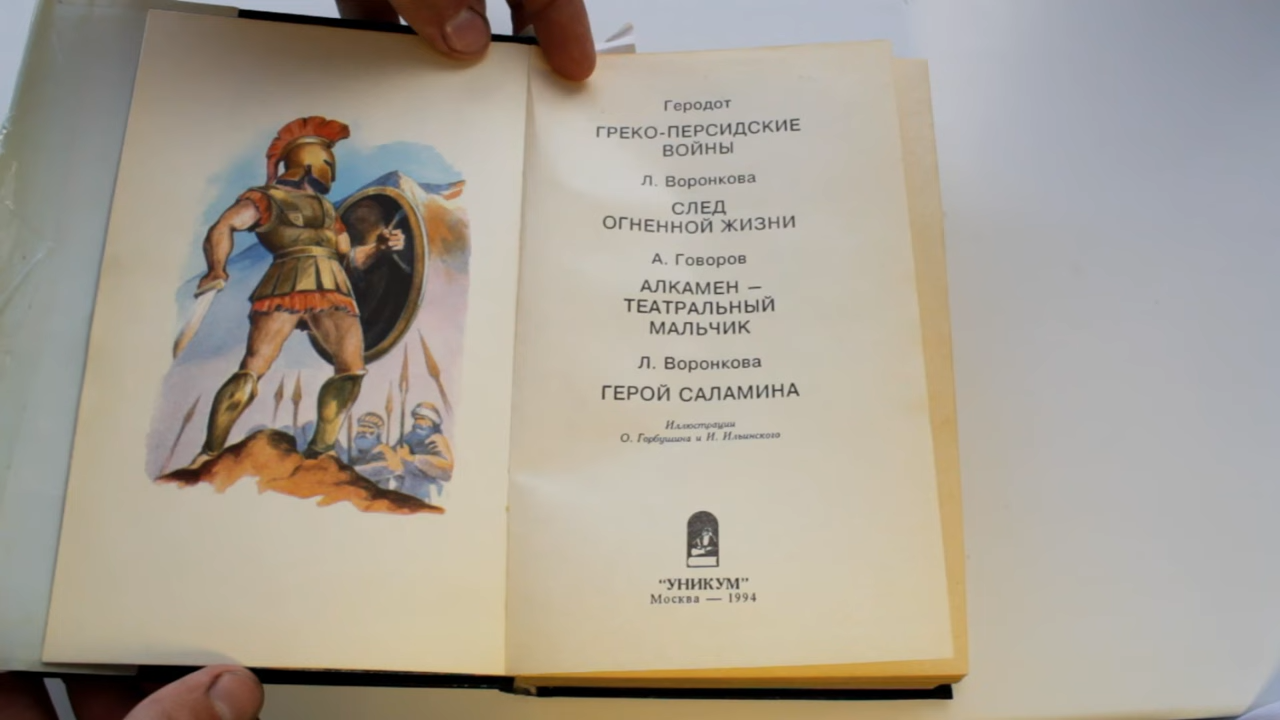 Геродот
ГРЕКО-ПЕРСИДСКИЕ
ВОЙНЫ
Л. Воронкова
СЛЕД
ОГНЕННОЙ ЖИЗНИ
А. Говоров
АЛКАМЕН –
ТЕАТРАЛЬНЫЙ
МАЛЬЧИК
Л. Воронкова
ГЕРОЙ САЛАМИНА
Иллюстрации
О. Горбушина и И. Ильинского
“УНИКУМ”
Москва — 1994